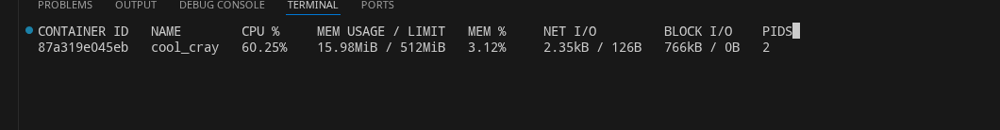 PROBLEMS OUTPUT DEBUG CONSOLE TERMINAL PORTS
CONTAINER ID NAME CPU % MEM USAGE / LIMIT MEM % NET I/O BLOCK I/O PIDS
87a319e045eb cool_cray 60.25% 15.98MiB / 512MiB 3.12% 2.35kB / 126B 766kB / 0B 2